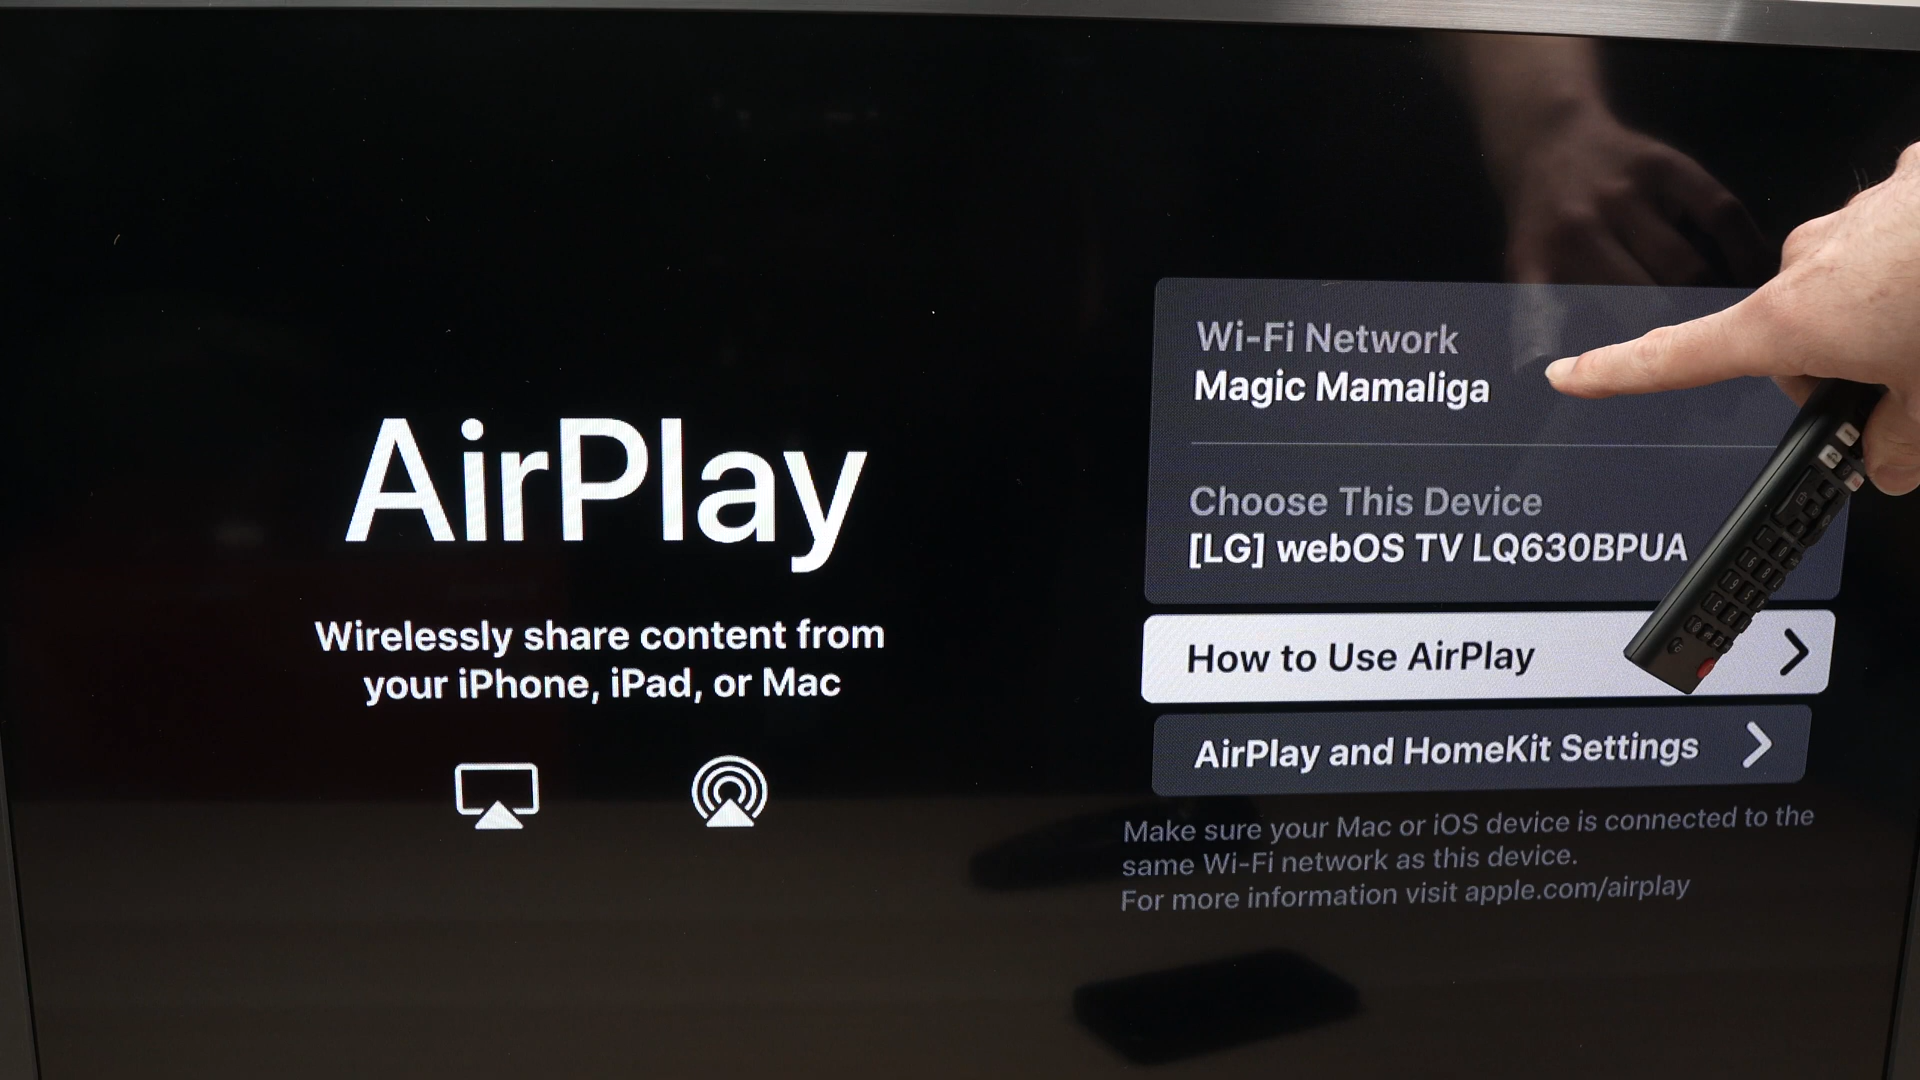 AirPlay
Wirelessly share content from
your iPhone, iPad, or Mac
Wi-Fi Network
Magic Mamaliga
Choose This Device
[LG] webOS TV LQ630BPUA
How to Use AirPlay
AirPlay and HomeKit Settings
Make sure your Mac or iOS device is connected to the
same Wi-Fi network as this device.
For more information visit apple.com/airplay